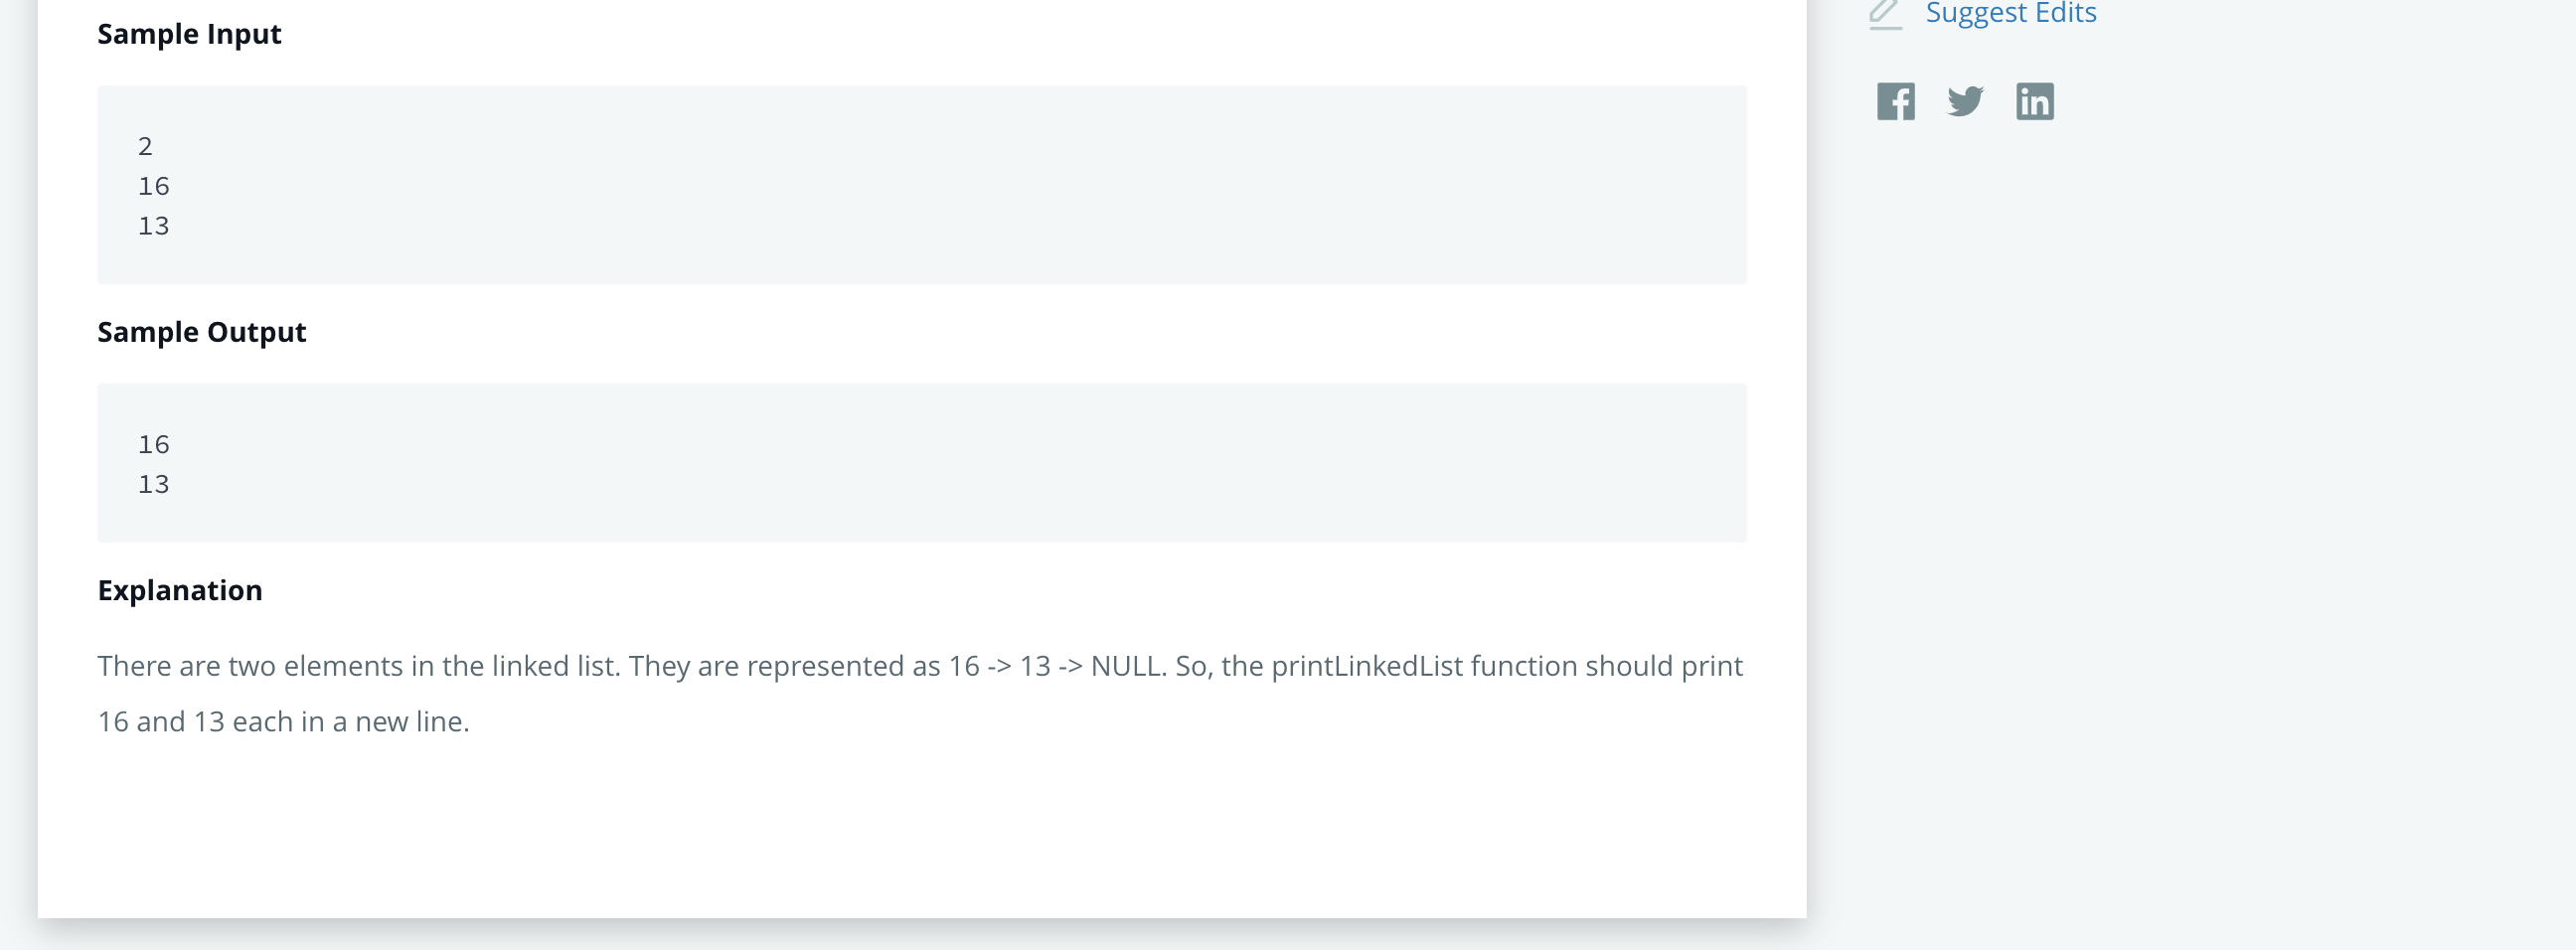 Suggest Edits
Sample Input
2
16
13
Sample Output
16
13
Explanation
There are two elements in the linked list. They are represented as 16 -> 13 -> NULL. So, the printLinkedList function should print
16 and 13 each in a new line.